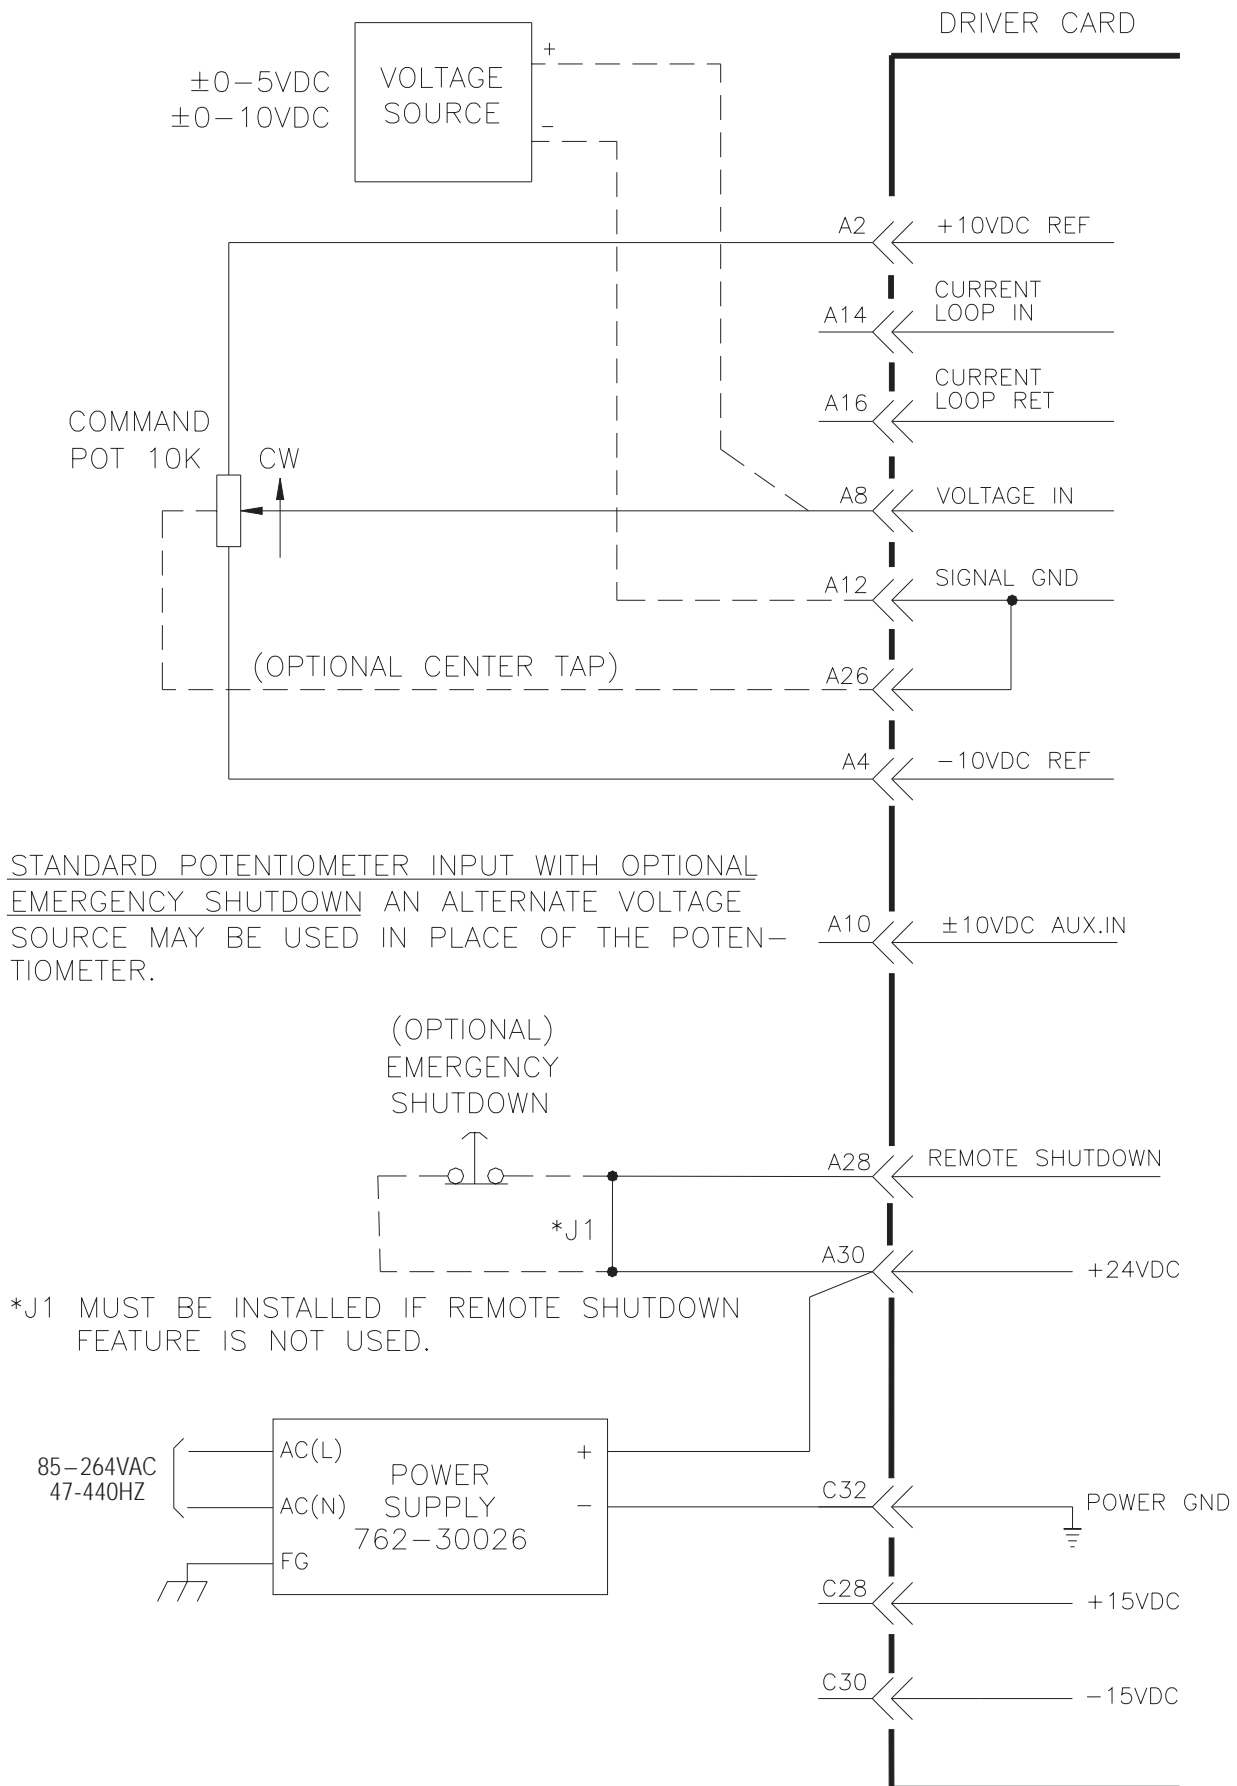 DRIVER CARD
±0-5VDC
±0-10VDC
VOLTAGE
SOURCE
+
-
A2
+10VDC REF
CURRENT
LOOP IN
A14
CURRENT
LOOP RET
A16
COMMAND
POT 10K
CW
A8
VOLTAGE IN
A12
SIGNAL GND
(OPTIONAL CENTER TAP)
A26
A4
-10VDC REF
STANDARD POTENTIOMETER INPUT WITH OPTIONAL
EMERGENCY SHUTDOWN AN ALTERNATE VOLTAGE
SOURCE MAY BE USED IN PLACE OF THE POTEN-
TIOMETER.
A10
±10VDC AUX.IN
(OPTIONAL)
EMERGENCY
SHUTDOWN
A28
REMOTE SHUTDOWN
*J1
A30
+24VDC
*J1 MUST BE INSTALLED IF REMOTE SHUTDOWN
FEATURE IS NOT USED.
85-264VAC
47-440HZ
AC(L)
AC(N)
FG
POWER
SUPPLY
762-30026
+
-
C32
POWER GND
C28
+15VDC
C30
-15VDC